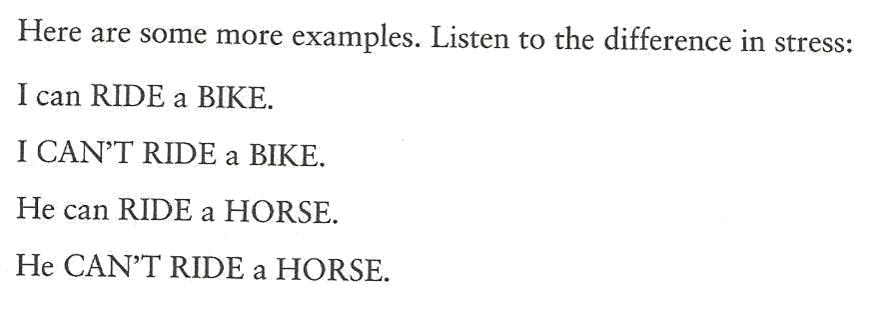 Here are some more examples. Listen to the difference in stress:
I can RIDE a BIKE.
I CAN'T RIDE a BIKE.
He can RIDE a HORSE.
He CAN'T RIDE a HORSE.